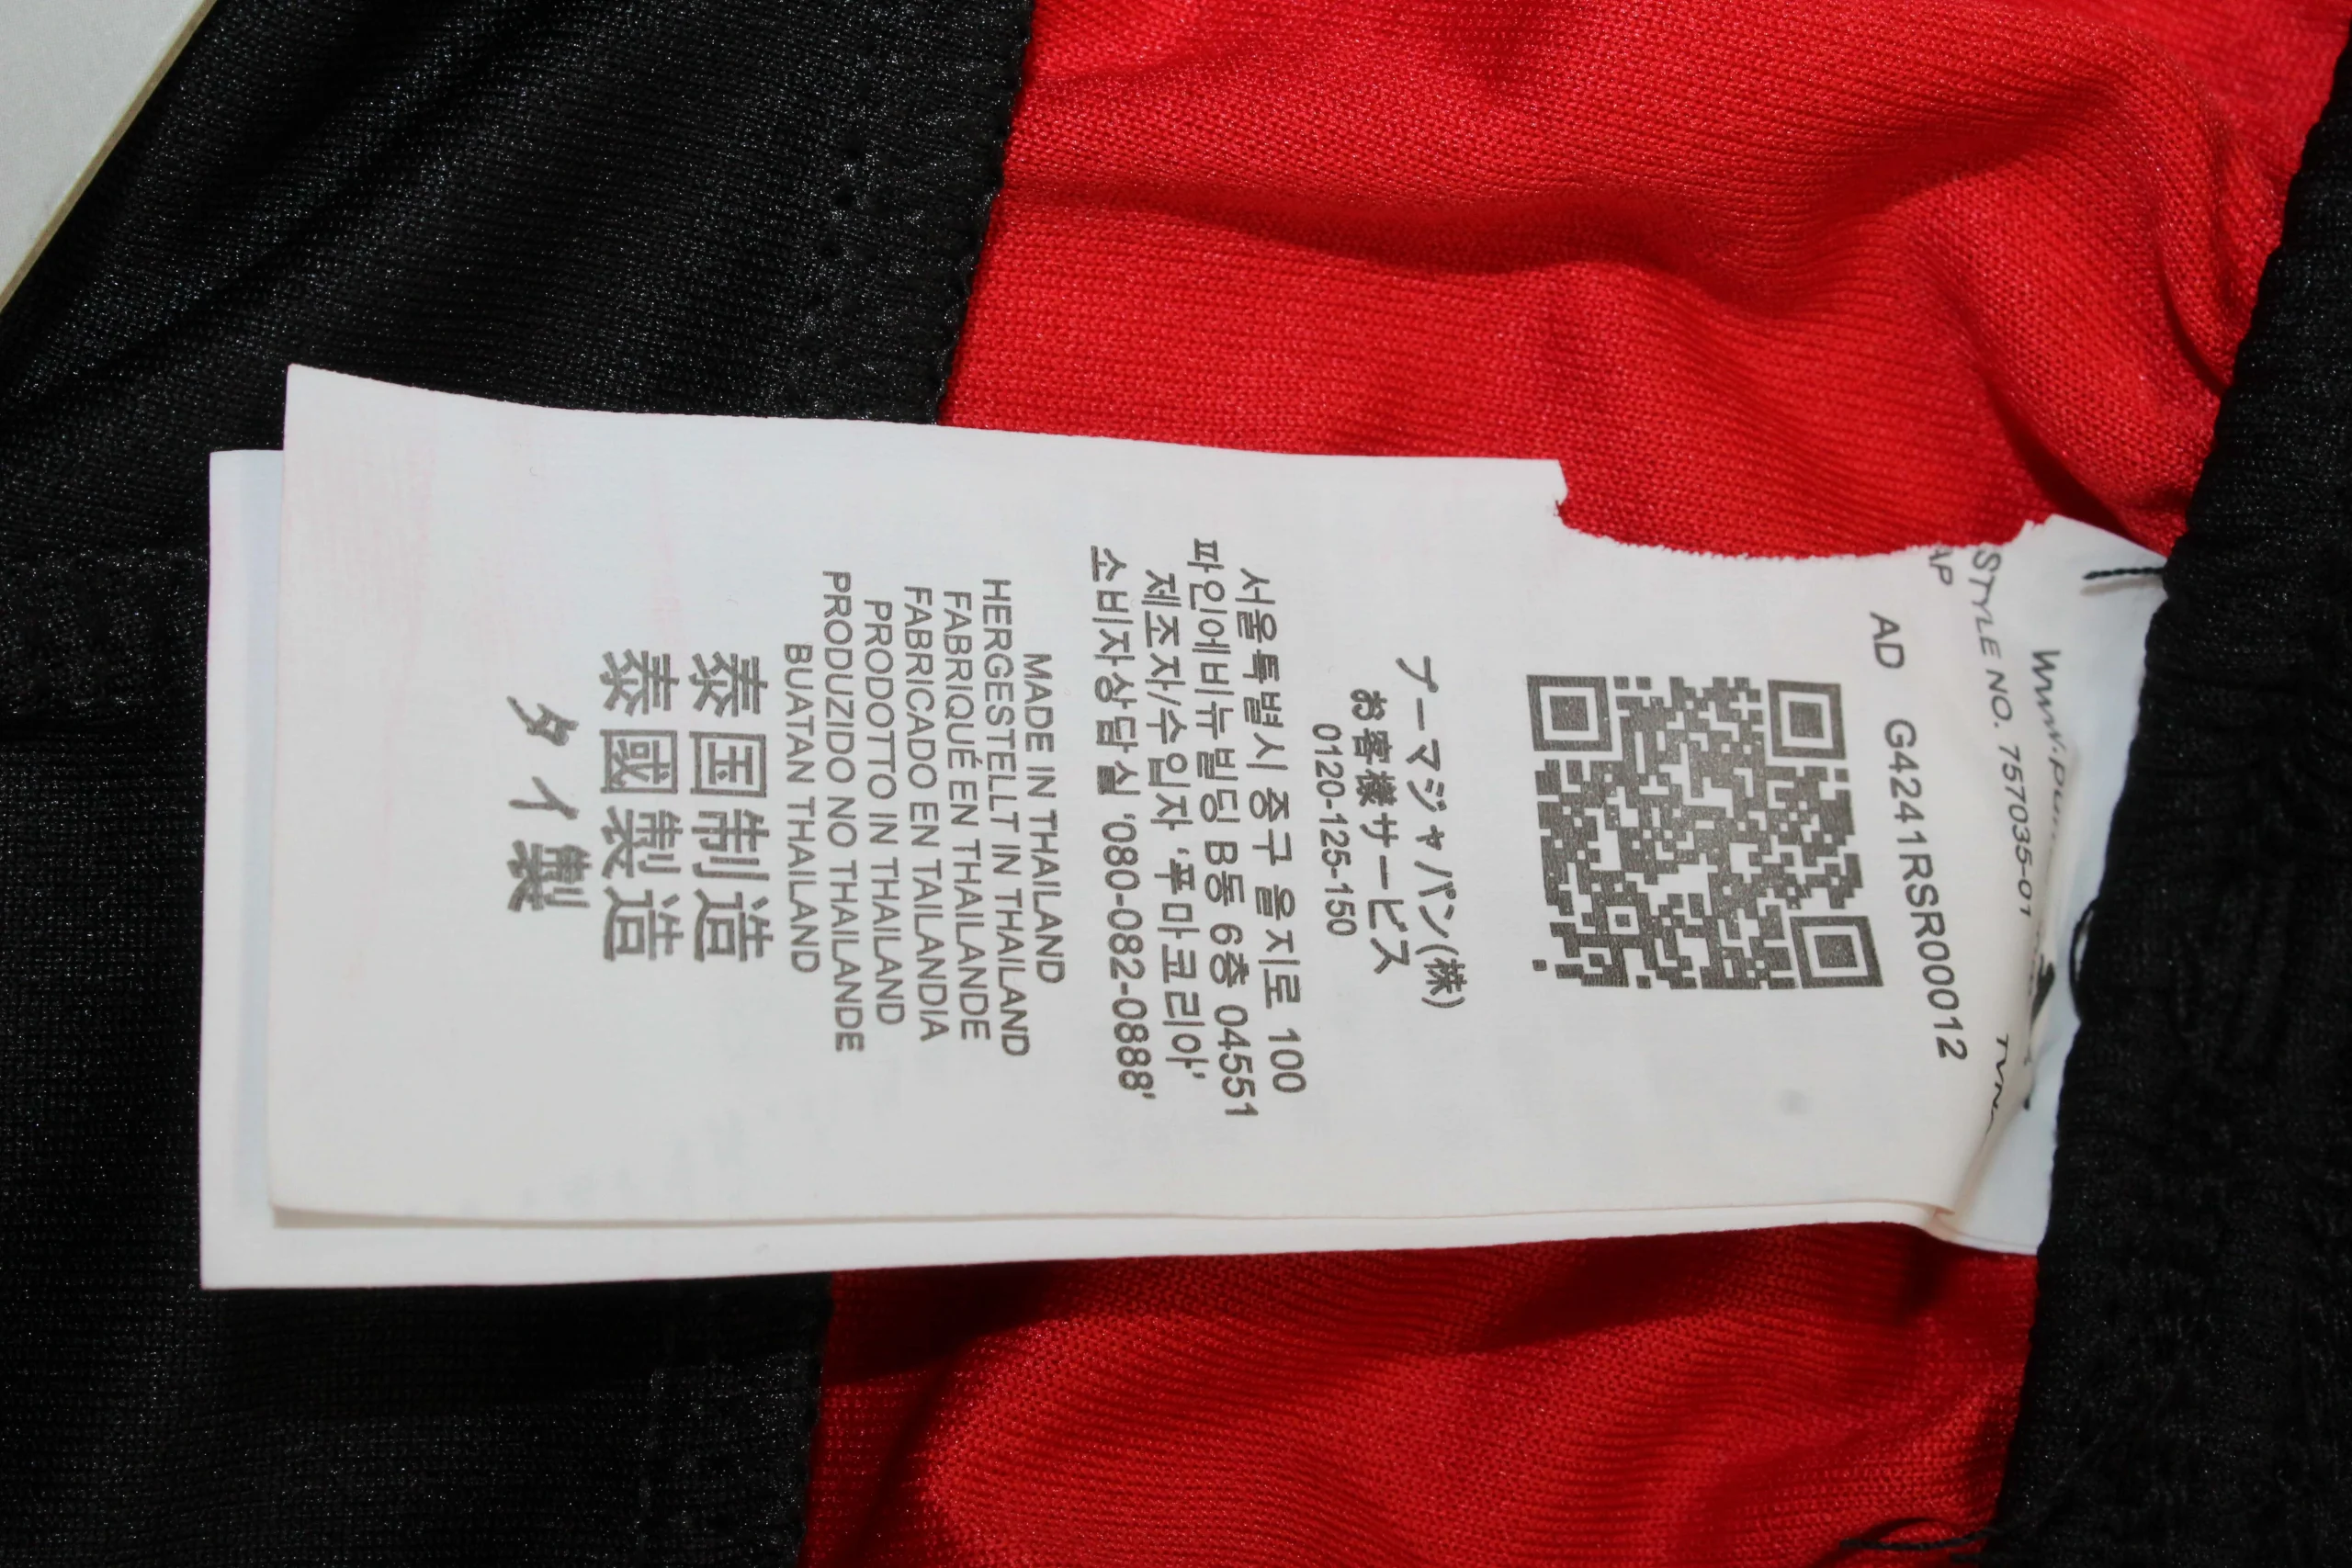 STYLE NO. 757035-01
AD G4241RSR00012
プーマジャパン(株)
お客様サービス
0120-125-150
서울특별시 중구 을지로 100
파인에비뉴빌딩 B동 6층 04551
제조자/수입자 '푸마코리아'
소비자상담실 '080-082-0888'
MADE IN THAILAND
HERGESTELLT IN THAILAND
FABRIQUÉ EN THAILANDE
FABRICADO EN TAILANDIA
PRODOTTO IN THAILAND
PRODUZIDO NO THAILANDE
BUATAN THAILAND
泰国制造
泰國製造
タイ製